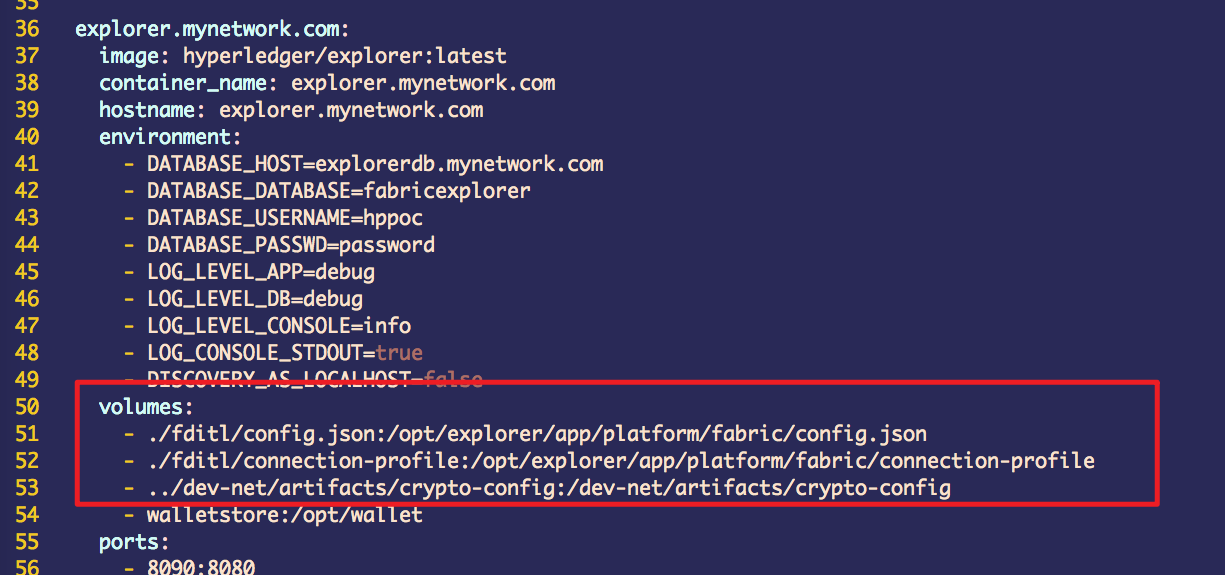 35
36 explorer.mynetwork.com:
37 image: hyperledger/explorer:latest
38 container_name: explorer.mynetwork.com
39 hostname: explorer.mynetwork.com
40 environment:
41 - DATABASE_HOST=explorerdb.mynetwork.com
42 - DATABASE_DATABASE=fabricexplorer
43 - DATABASE_USERNAME=hppoc
44 - DATABASE_PASSWD=password
45 - LOG_LEVEL_APP=debug
46 - LOG_LEVEL_DB=debug
47 - LOG_LEVEL_CONSOLE=info
48 - LOG_CONSOLE_STDOUT=true
49 - DISCOVERY_AS_LOCALHOST=false
50 volumes:
51 - ./fditl/config.json:/opt/explorer/app/platform/fabric/config.json
52 - ./fditl/connection-profile:/opt/explorer/app/platform/fabric/connection-profile
53 - ../dev-net/artifacts/crypto-config:/dev-net/artifacts/crypto-config
54 - walletstore:/opt/wallet
55 ports:
56 - 8090:8080